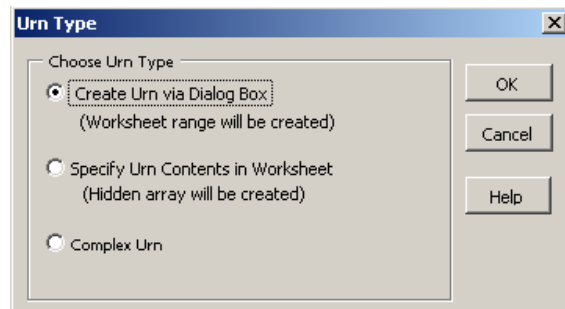 Urn Type
Choose Urn Type
Create Urn via Dialog Box
(Worksheet range will be created)
Specify Urn Contents in Worksheet
(Hidden array will be created)
Complex Urn
OK
Cancel
Help